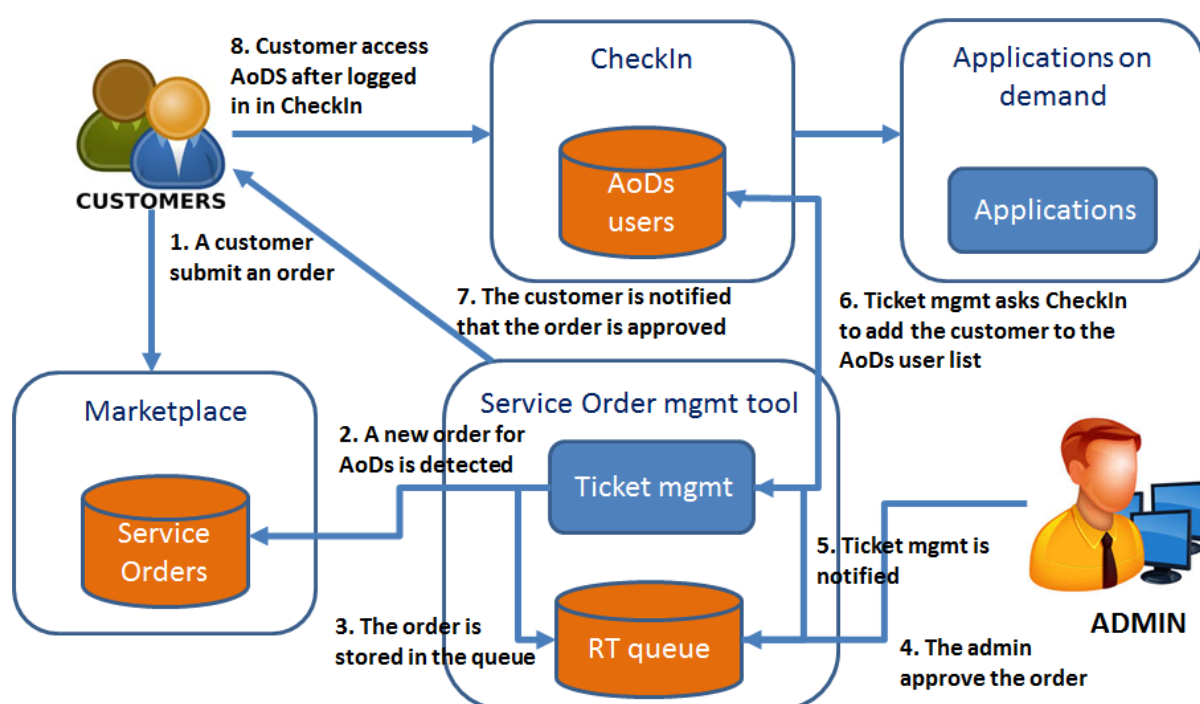 8. Customer access
AoDS after logged
in in CheckIn
CUSTOMERS
CheckIn
AoDs
users
Applications on
demand
Applications
1. A customer
submit an order
7. The customer is notified
that the order is approved
6. Ticket mgmt asks CheckIn
to add the customer to the
AoDs user list
Marketplace
Service
Orders
Service Order mgmt tool
2. A new order for
AoDs is detected
Ticket mgmt
5. Ticket mgmt is
notified
3. The order is
stored in the queue
RT queue
ADMIN
4. The admin
approve the order